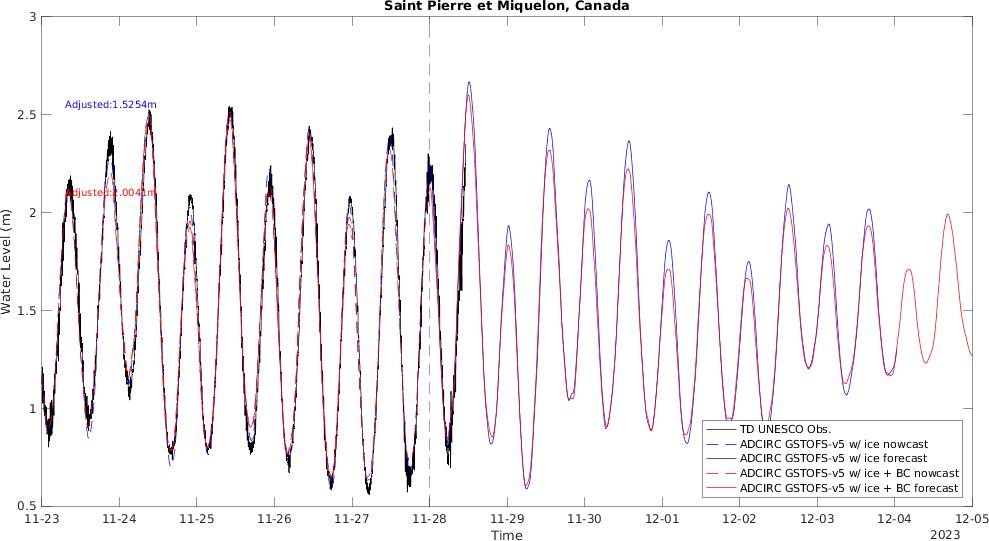 Saint Pierre et Miquelon, Canada
Water Level (m)
3
2.5
2
1.5
1
0.5
Adjusted:1.5254m
Adjusted:2.0041m
11-23
11-24
11-25
11-26
11-27
11-28
11-29
11-30
12-01
12-02
12-03
12-04
12-05
Time
2023
TD UNESCO Obs.
ADCIRC GSTOFS-v5 w/ ice nowcast
ADCIRC GSTOFS-v5 w/ ice forecast
ADCIRC GSTOFS-v5 w/ ice + BC nowcast
ADCIRC GSTOFS-v5 w/ ice + BC forecast